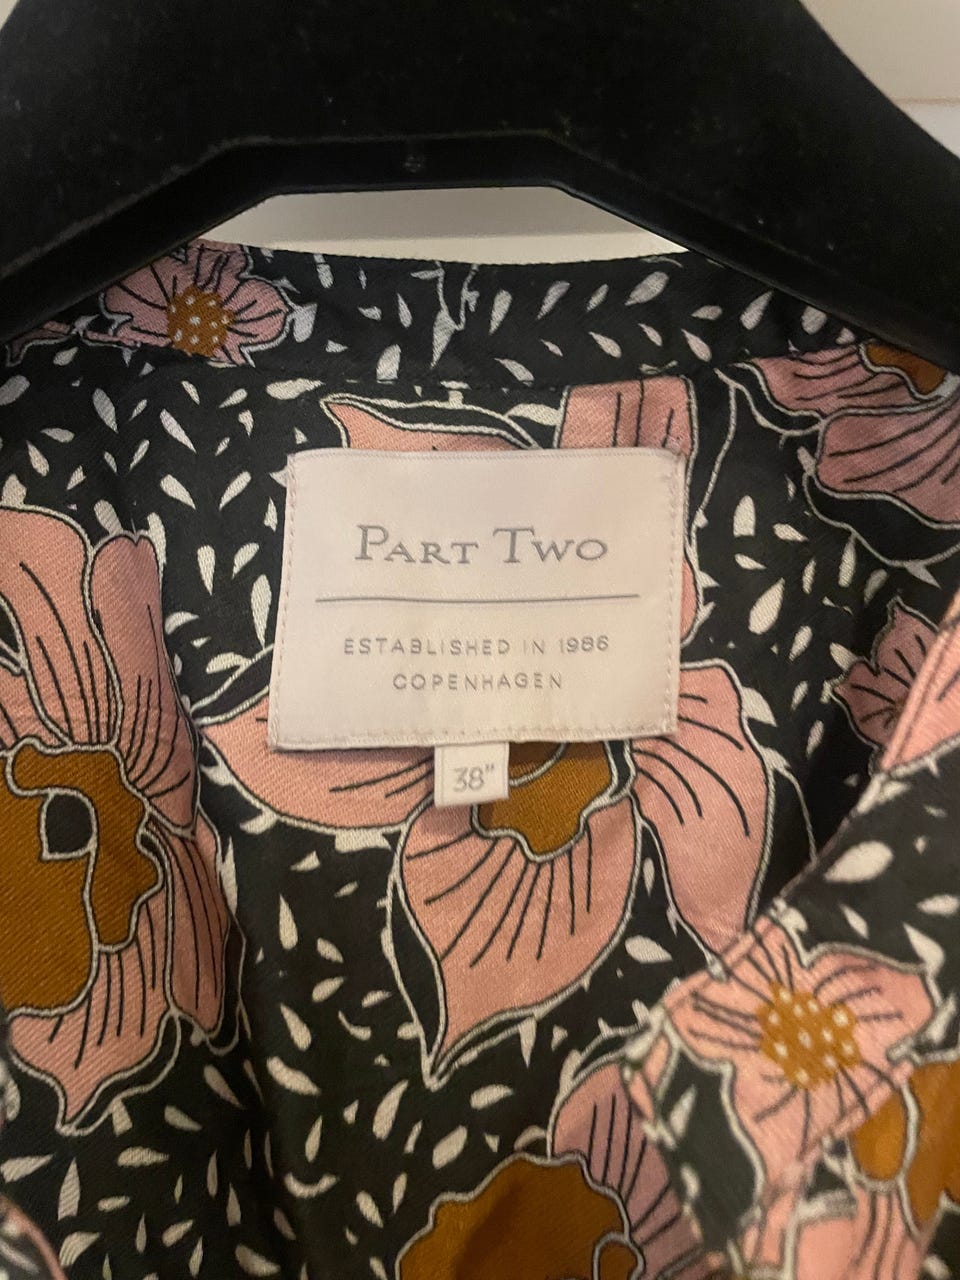 PART TWO
ESTABLISHED IN 1986
COPENHAGEN
38"